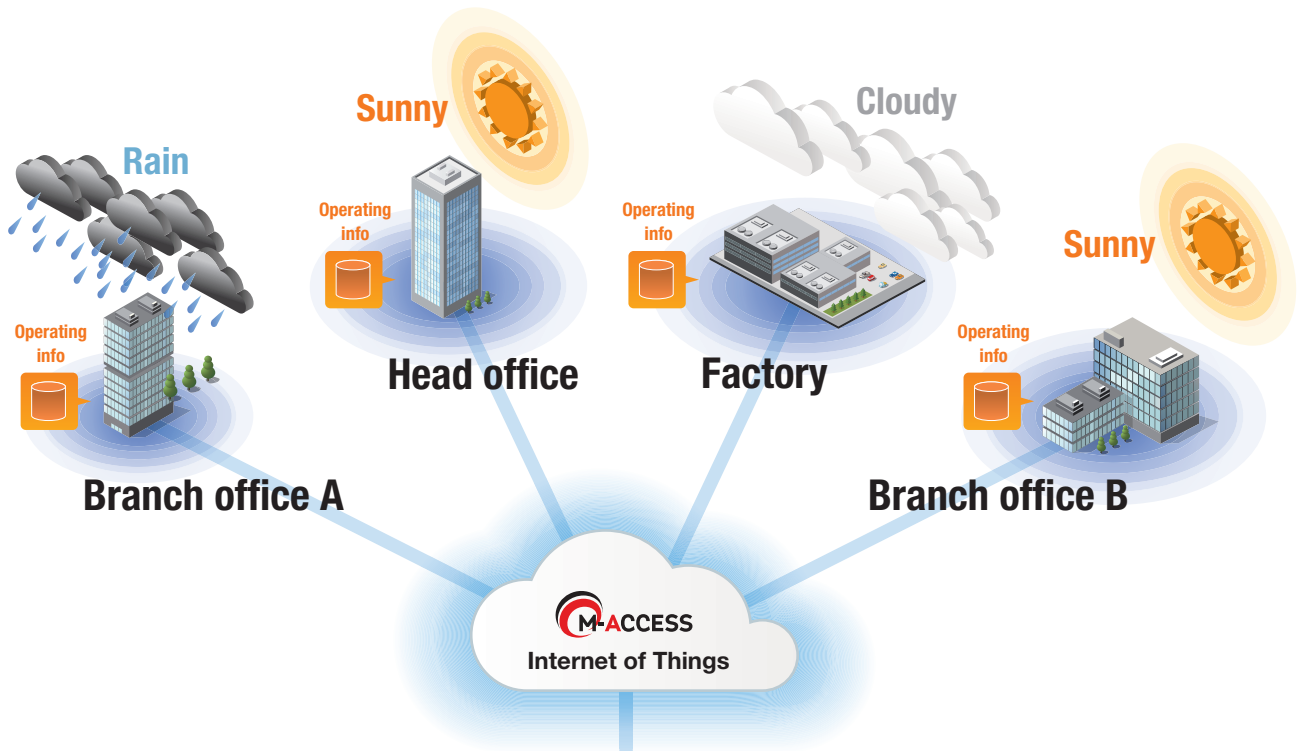 Rain
Operating
info
Branch office A
Sunny
Operating
info
Head office
Cloudy
Operating
info
Factory
Sunny
Operating
info
Branch office B
M-ACCESS
Internet of Things